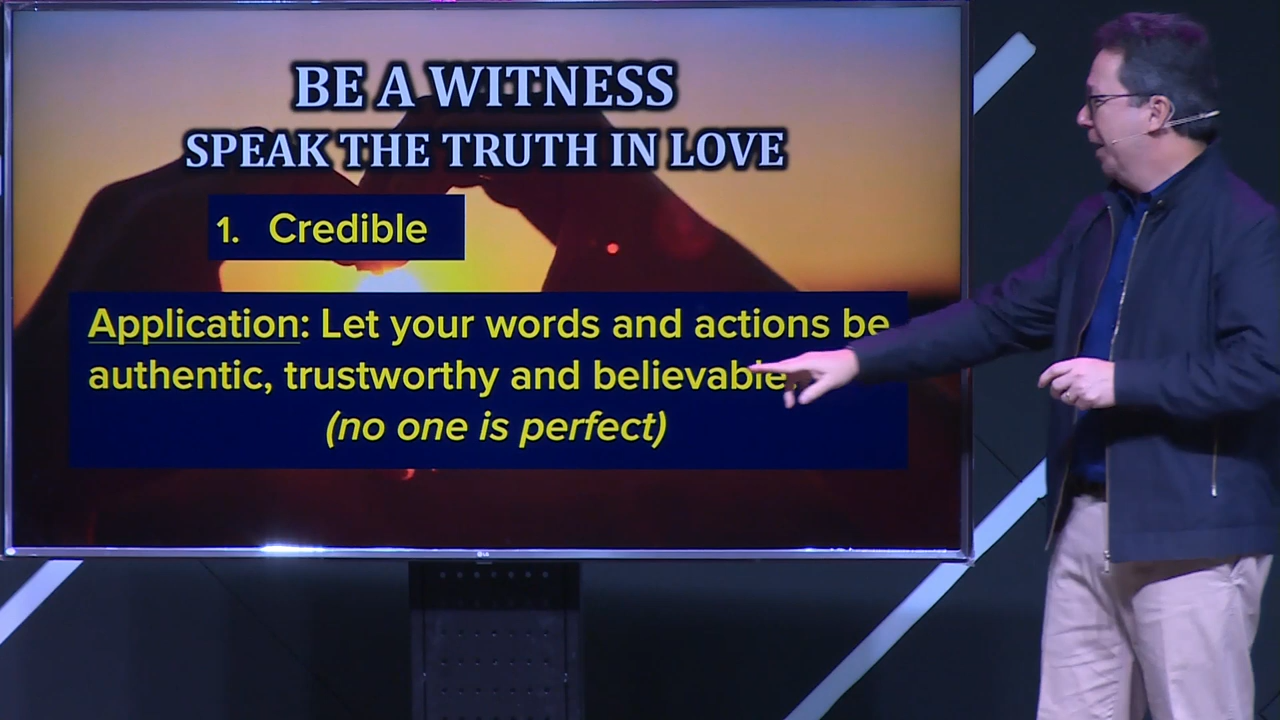 BE A WITNESS
SPEAK THE TRUTH IN LOVE
1. Credible
Application: Let your words and actions be
authentic, trustworthy and believable
(no one is perfect)
LG